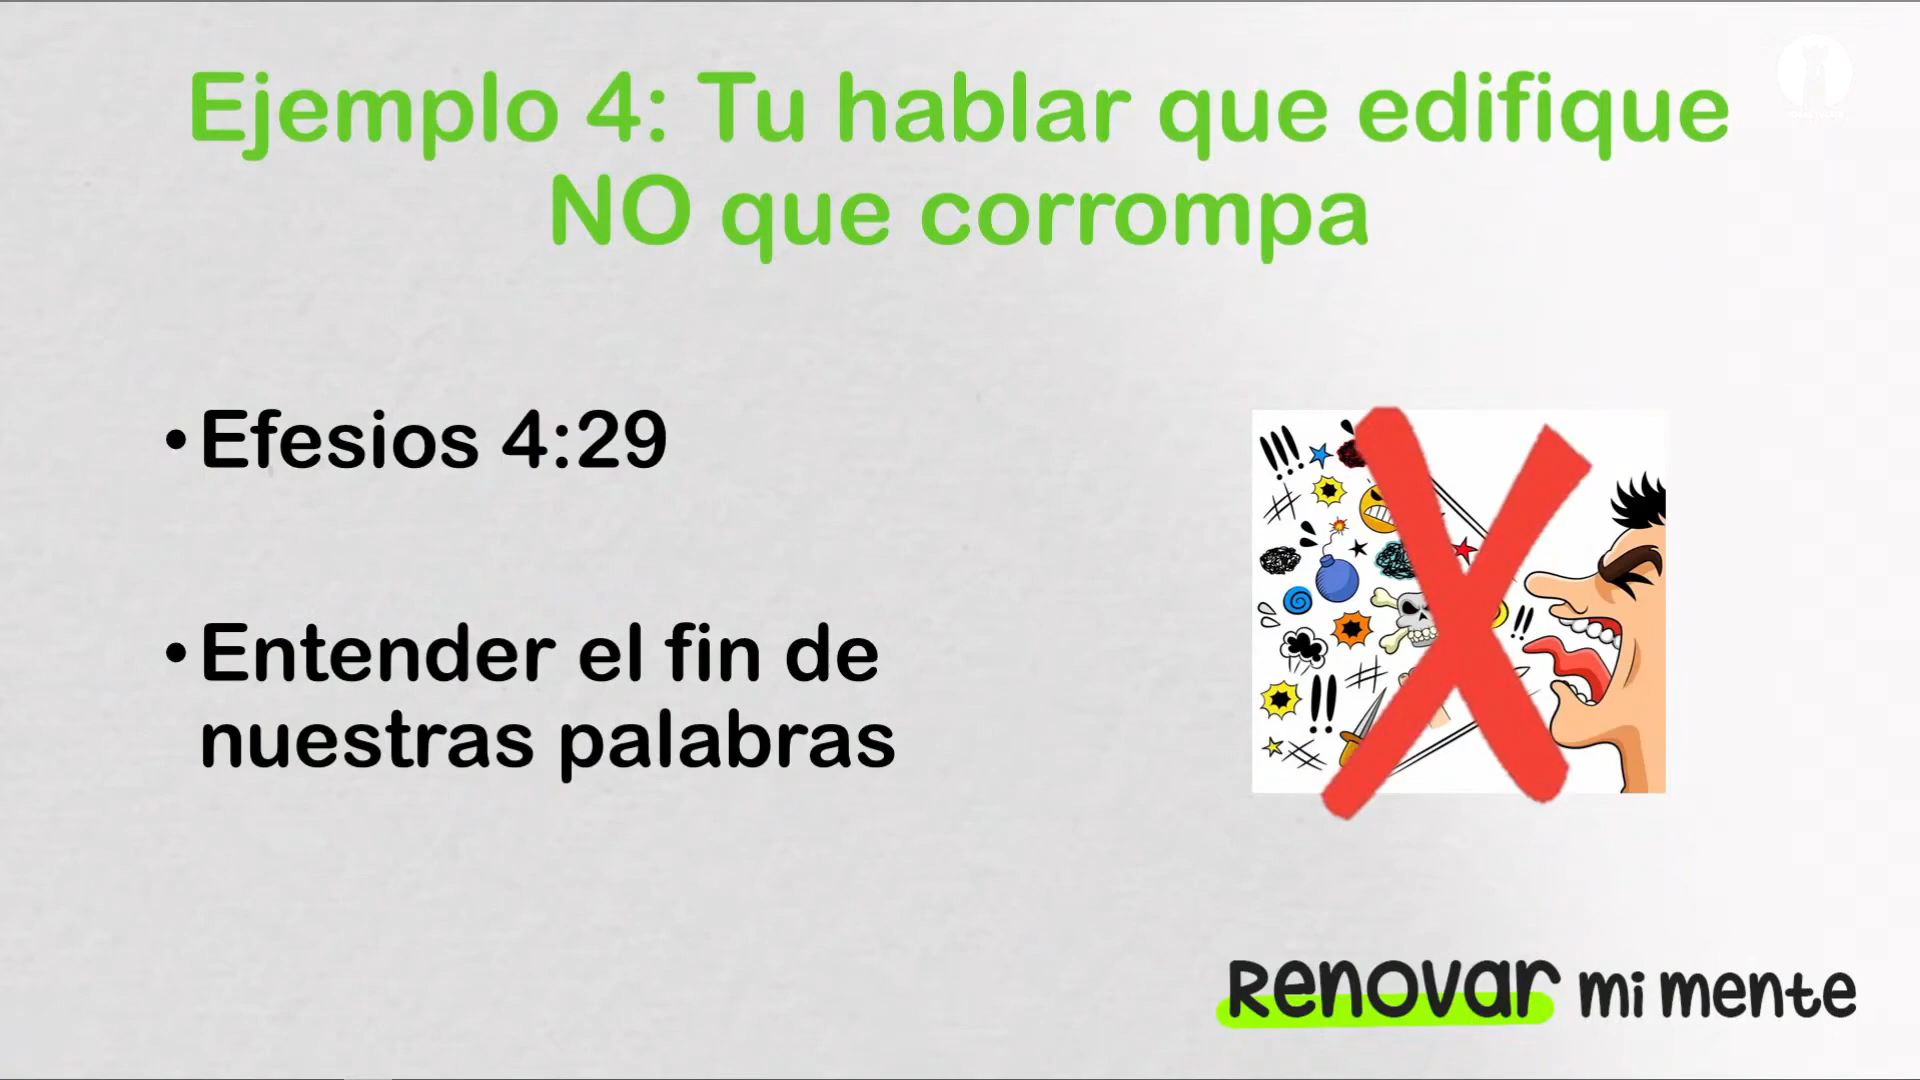 Ejemplo 4: Tu hablar que edifique
NO que corrompa
• Efesios 4:29
• Entender el fin de
nuestras palabras
Renovar mi mente